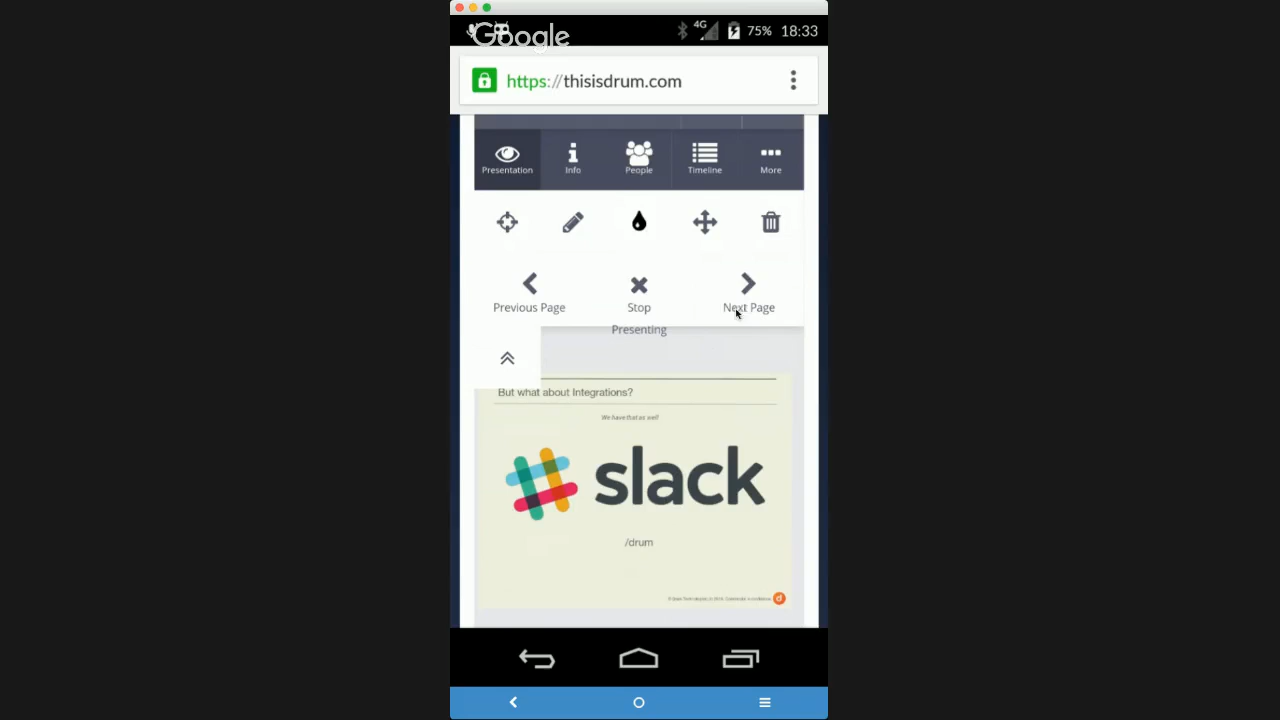 Google
4G
75%
18:33
https://thisisdrum.com
Presentation
Info
People
Timeline
More
Previous Page
Stop
Presenting
Next Page
But what about Integrations?
We have that as well
slack
/drum